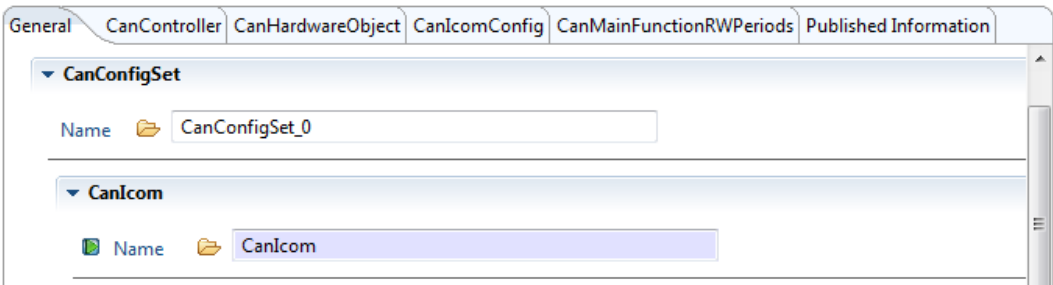 General CanController CanHardwareObject CanIcomConfig CanMainFunctionRWPeriods Published Information
CanConfigSet
Name CanConfigSet_0
CanIcom
Name CanIcom